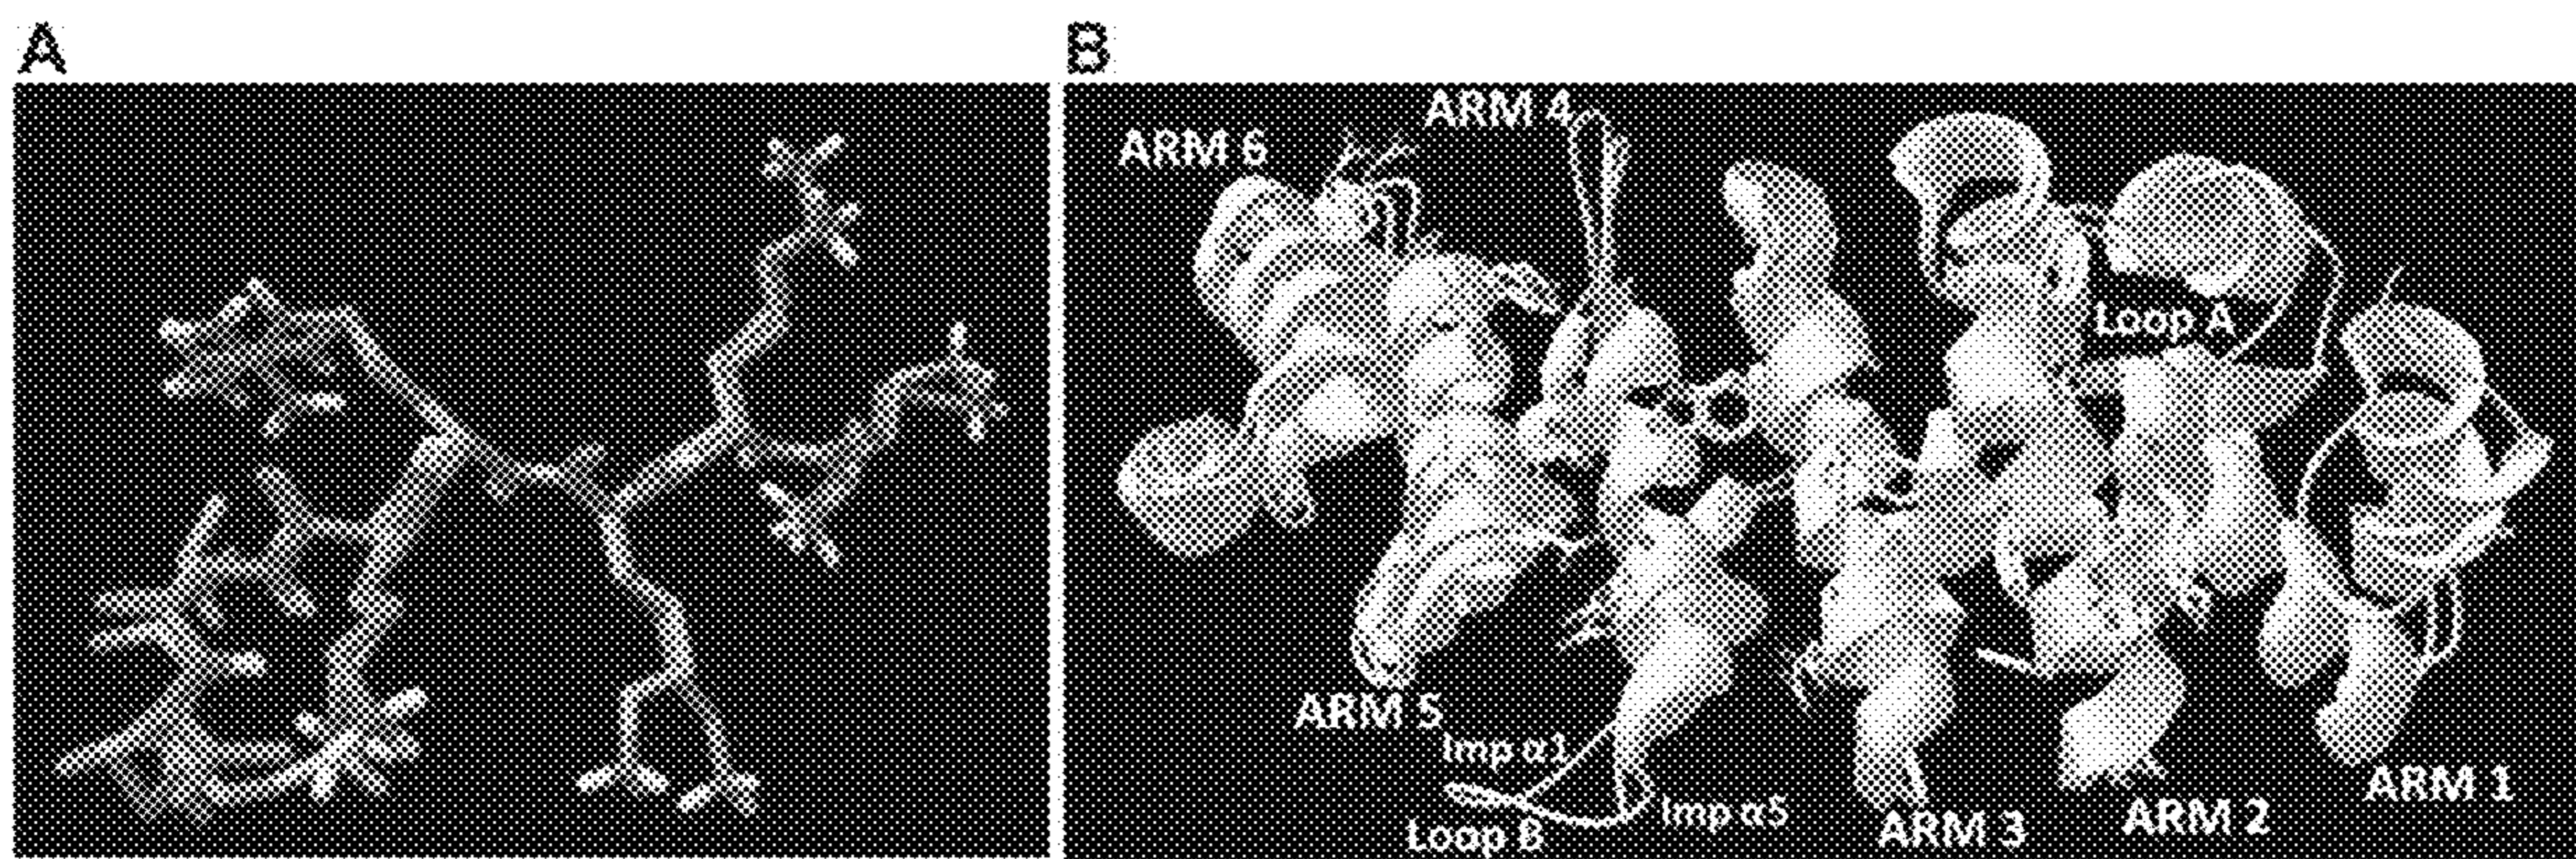 A
B
ARM 4
ARM 6
Loop A
ARM 5
Imp α1
Imp α5
Loop B
ARM 3
ARM 2
ARM 1